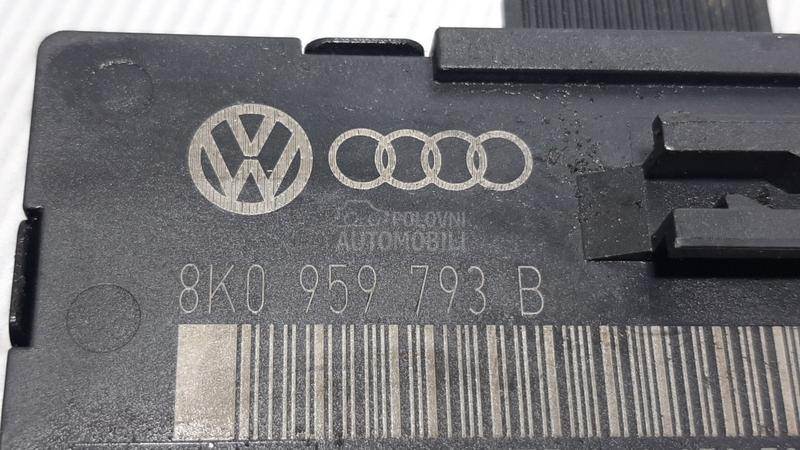 POLOVNI
AUTOMOBILI
8K0 959 793 B